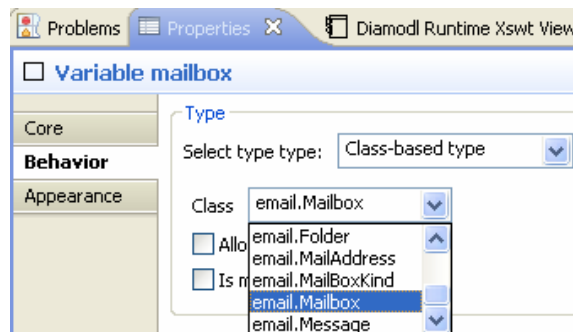 Problems Properties Diamodl Runtime Xswt View
Variable mailbox
Type
Core
Select type type: Class-based type
Behavior
Appearance
Class email.Mailbox
Allo email.Folder
email.MailAddress
Is m email.MailBoxKind
email.Mailbox
email.Message